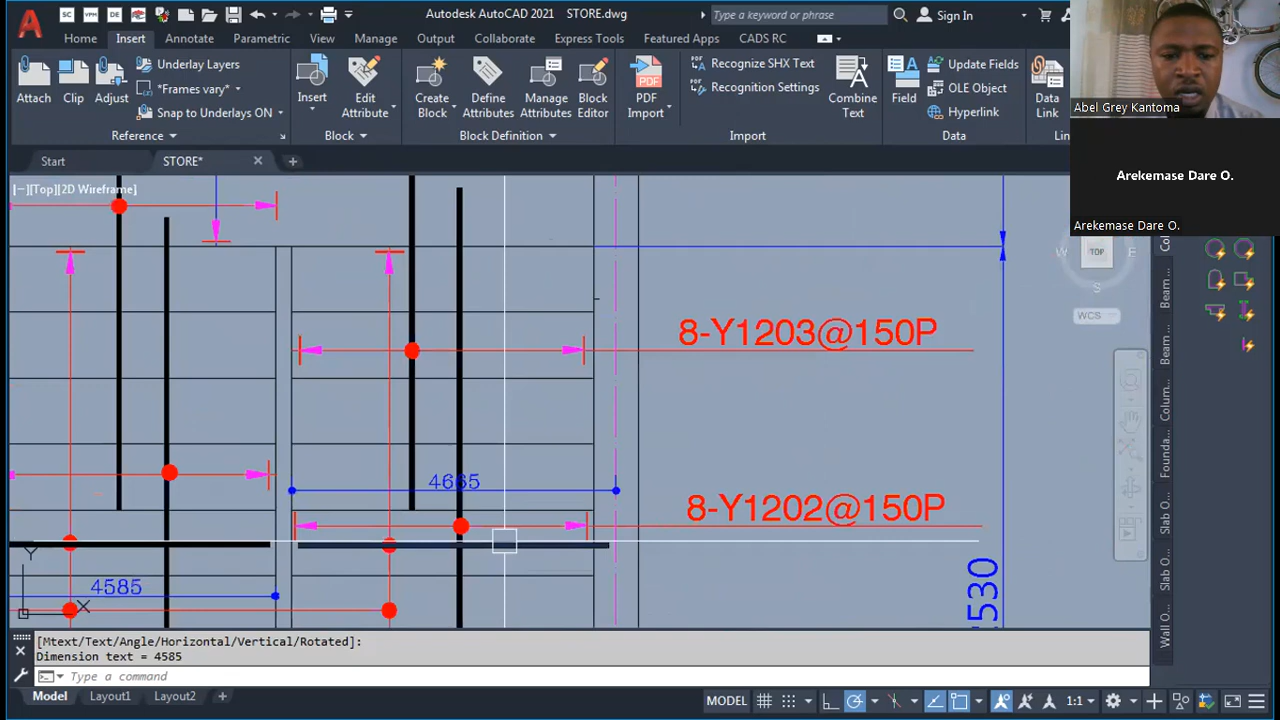 SC VPM DE
Autodesk AutoCAD 2021 STORE.dwg
Type a keyword or phrase
Sign In
Home Insert Annotate Parametric View Manage Output Collaborate Express Tools Featured Apps CADS RC
Attach
Clip
Adjust
Underlay Layers
*Frames vary*
Snap to Underlays ON
Reference
Insert
Edit
Attribute
Block
Create
Block
Define
Attributes
Manage
Attributes
Block
Editor
Block Definition
PDF
PDF
Import
Recognize SHX Text
Recognition Settings
Combine
Text
Import
Field
Update Fields
OLE Object
Hyperlink
Data
Data
Link
Abel Grey Kantoma
Arekemase Dare O.
Arekemase Dare O.
Start
STORE*
[−][Top][2D Wireframe]
W TOP E
S
WCS
8-Y1203@150P
4665
8-Y1202@150P
4585
Y
X
530
Beam
Colu
Founda
Slab O
Slab O
Wall O
[Mtext/Text/Angle/Horizontal/Vertical/Rotated]:
Dimension text = 4585
Type a command
Model Layout1 Layout2
MODEL
1:1